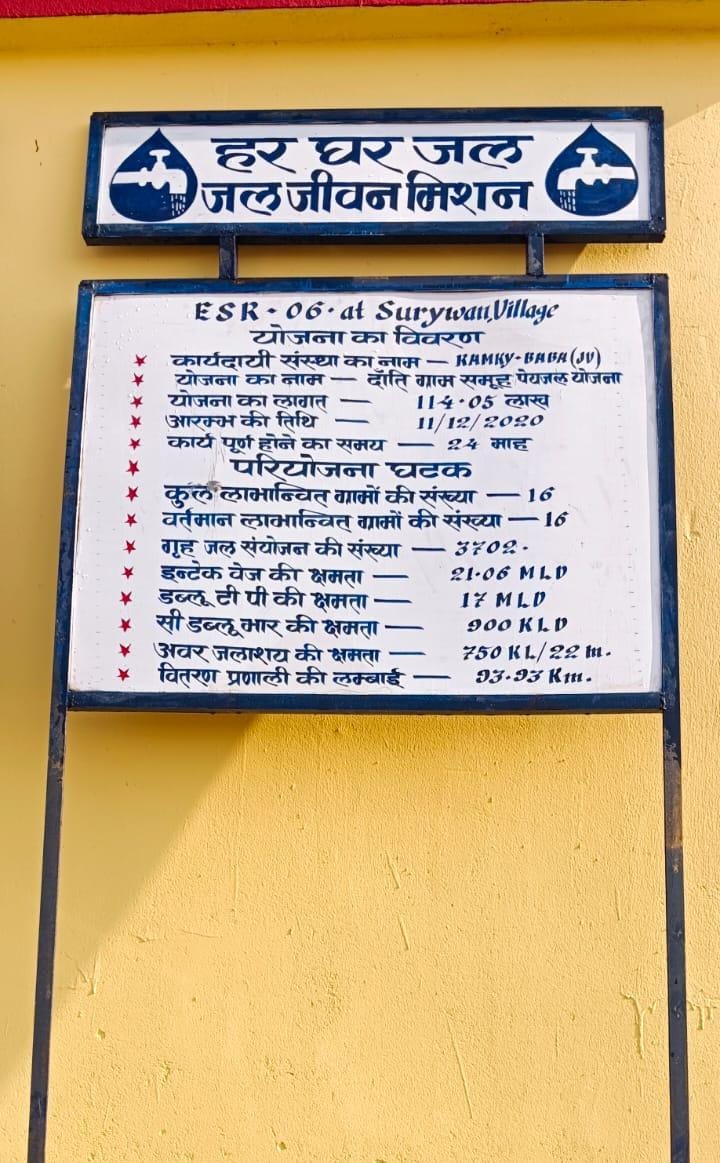 हर घर जल
जल जीवन मिशन
ESR - 06 - at Surywan, Village
योजना का विवरण
★ कार्यदायी संस्था का नाम — RAMKY-BABA (JV)
★ योजना का नाम — दाँति ग्राम समूह पेयजल योजना
★ योजना का लागत — 114.05 लाख
★ आरम्भ की तिथि — 11/12/2020
★ कार्य पूर्ण होने का समय — 24 माह
★ परियोजना घटक
★ कुल लाभान्वित ग्रामों की संख्या — 16
★ वर्तमान लाभान्वित ग्रामों की संख्या — 16
★ गृह जल संयोजन की संख्या — 3702.
★ इन्टेक वेज की क्षमता — 21.06 MLD
★ डब्लू टी पी की क्षमता — 17 MLD
★ सी डब्लू आर की क्षमता — 900 KLD
★ अवर जलाशय की क्षमता — 750 KL/22 m.
★ वितरण प्रणाली की लम्बाई — 93.93 Km.